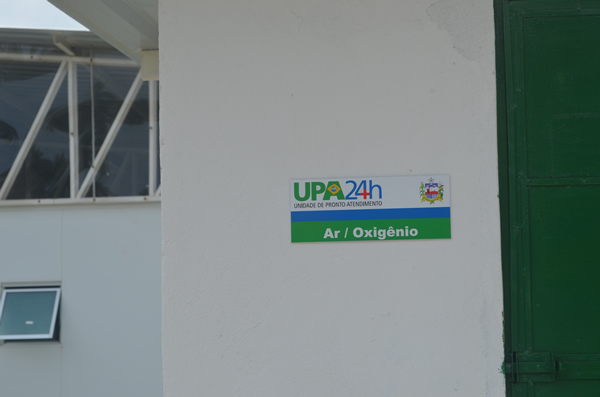 UPA24h
UNIDADE DE PRONTO ATENDIMENTO
Ar / Oxigênio